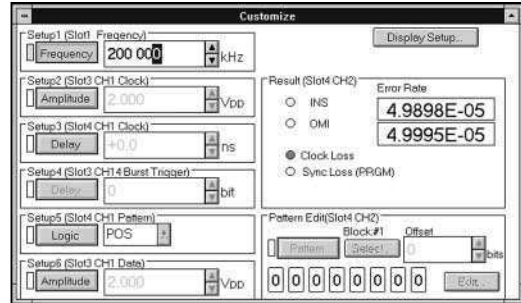 Customize
Setup1 (Slot1 Freqency)
Frequency 200 000 kHz
Display Setup...
Setup2 (Slot3 CH1 Clock)
Amplitude 2.000 Vpp
Setup3 (Slot4 CH1 Clock)
Delay +0.0 ns
Setup4 (Slot3 CH14 Burst Trigger)
Delay 0 bit
Setup5 (Slot4 CH1 Pattern)
Logic POS
Setup6 (Slot3 CH1 Data)
Amplitude 2.000 Vpp
Result (Slot4 CH2)
Error Rate
INS 4.9898E-05
OMI 4.9995E-05
Clock Loss
Sync Loss (PRGM)
Pattern Edit(Slot4 CH2)
Block:#1 Offset
Pattern Select... 0 bits
0 0 0 0 0 0 0 0 Edit...